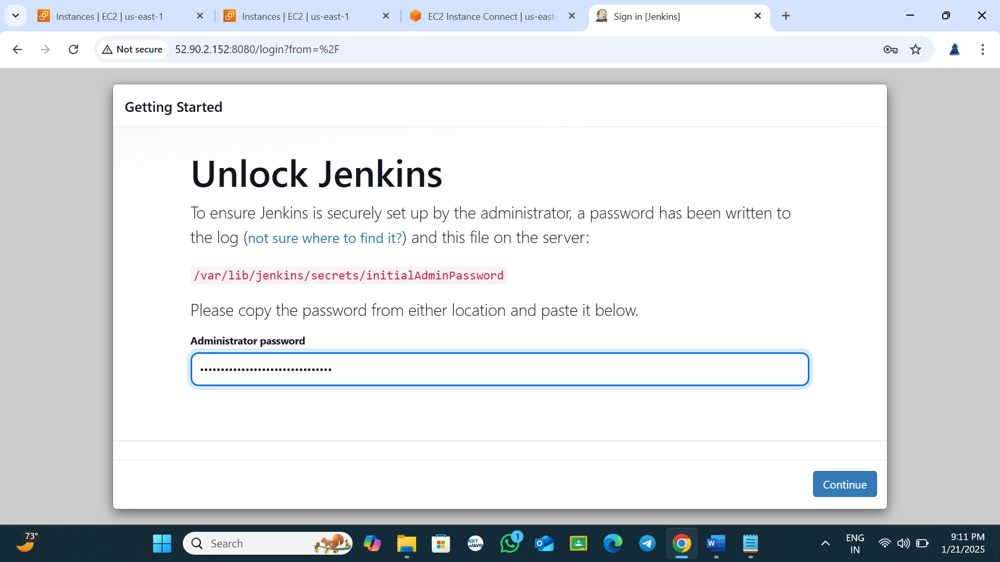 Instances | EC2 | us-east-1
Instances | EC2 | us-east-1
EC2 Instance Connect | us-east-
Sign in [Jenkins]
Not secure
52.90.2.152:8080/login?from=%2F
Getting Started
Unlock Jenkins
To ensure Jenkins is securely set up by the administrator, a password has been written to
the log (not sure where to find it?) and this file on the server:
/var/lib/jenkins/secrets/initialAdminPassword
Please copy the password from either location and paste it below.
Administrator password
••••••••••••••••••••••••••••••••
Continue
73°
Search
NXT
WAVE
1
ENG
IN
9:11 PM
1/21/2025